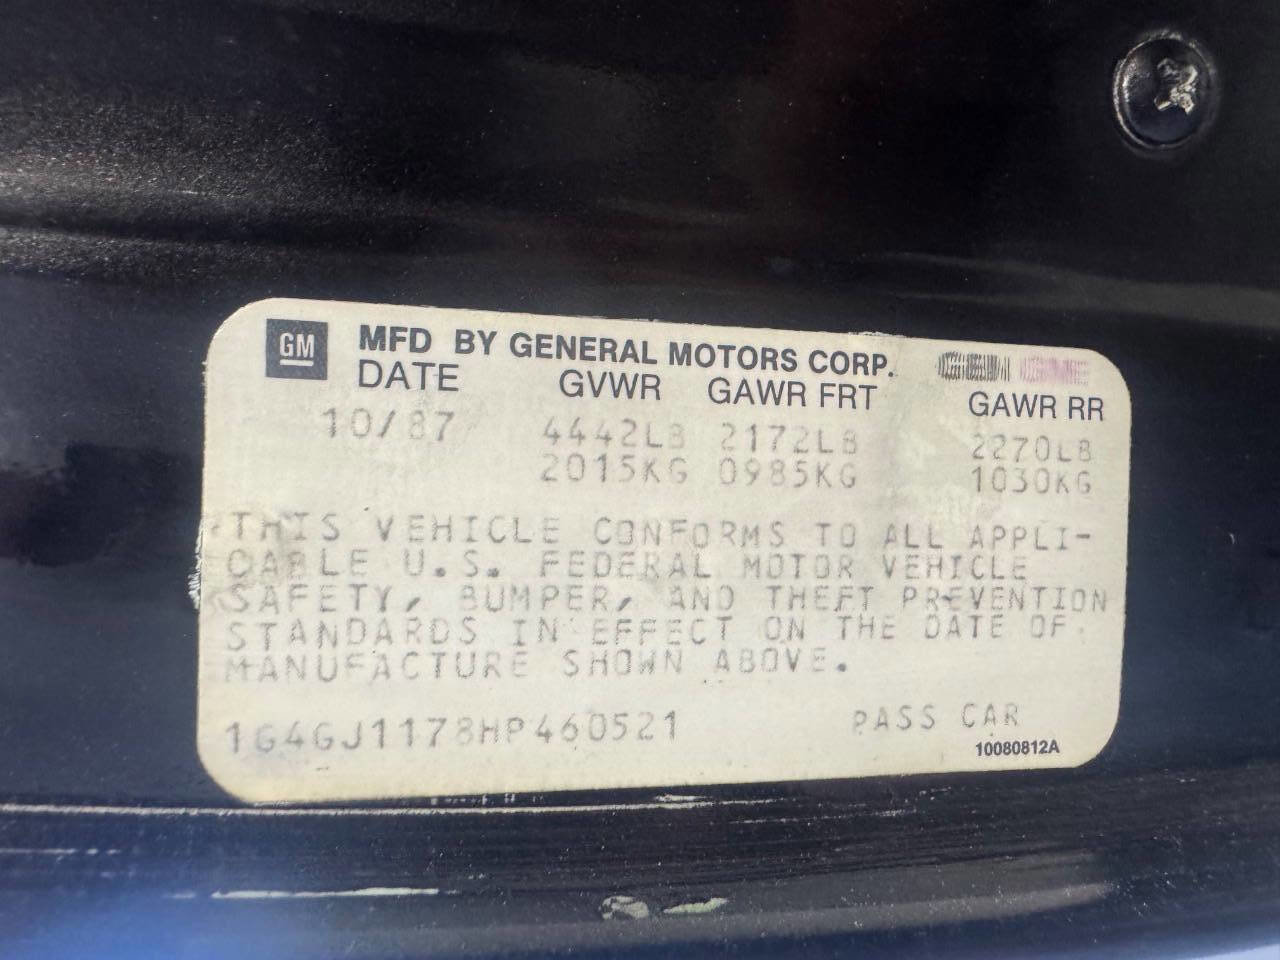 GM MFD BY GENERAL MOTORS CORP.
DATE GVWR GAWR FRT GAWR RR
10/87 4442LB 2172LB 2270LB
2015KG 0985KG 1030KG
THIS VEHICLE CONFORMS TO ALL APPLI-
CABLE U.S. FEDERAL MOTOR VEHICLE
SAFETY, BUMPER, AND THEFT PREVENTION
STANDARDS IN EFFECT ON THE DATE OF
MANUFACTURE SHOWN ABOVE.
1G4GJ1178HP460521 PASS CAR
10080812A